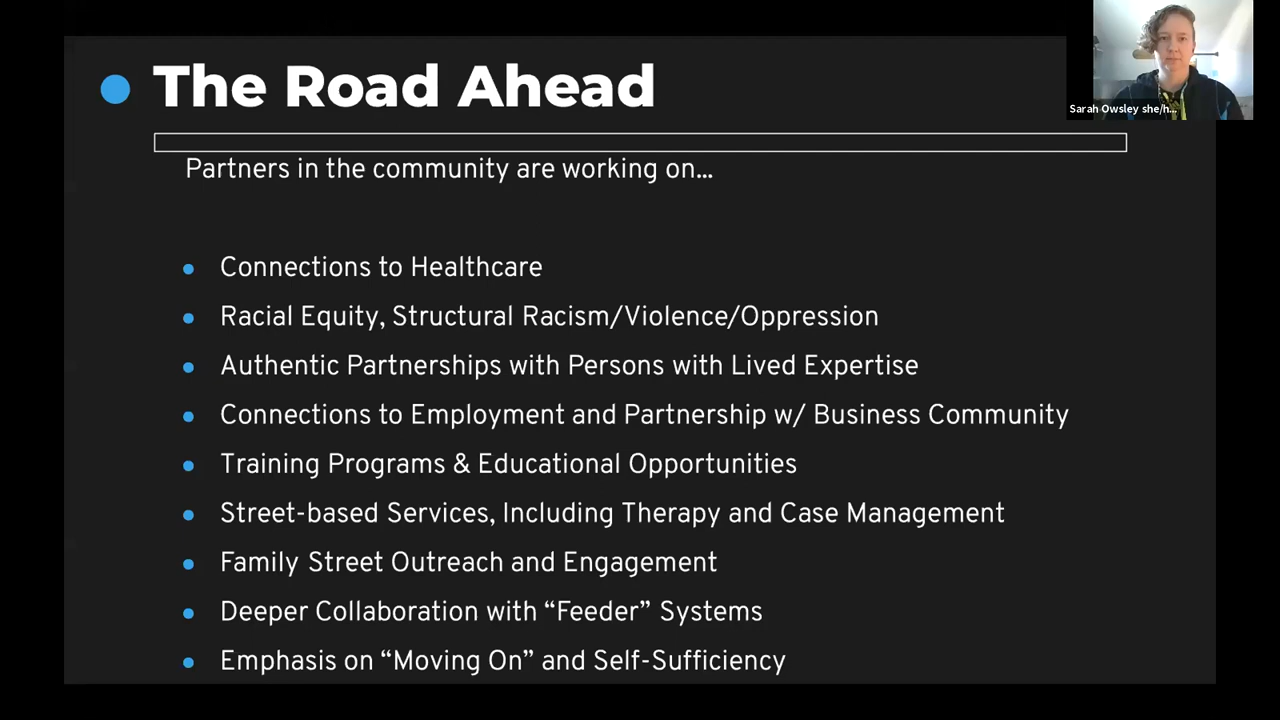 The Road Ahead
Sarah Owsley she/h...
Partners in the community are working on...
Connections to Healthcare
Racial Equity, Structural Racism/Violence/Oppression
Authentic Partnerships with Persons with Lived Expertise
Connections to Employment and Partnership w/ Business Community
Training Programs & Educational Opportunities
Street-based Services, Including Therapy and Case Management
Family Street Outreach and Engagement
Deeper Collaboration with “Feeder” Systems
Emphasis on “Moving On” and Self-Sufficiency